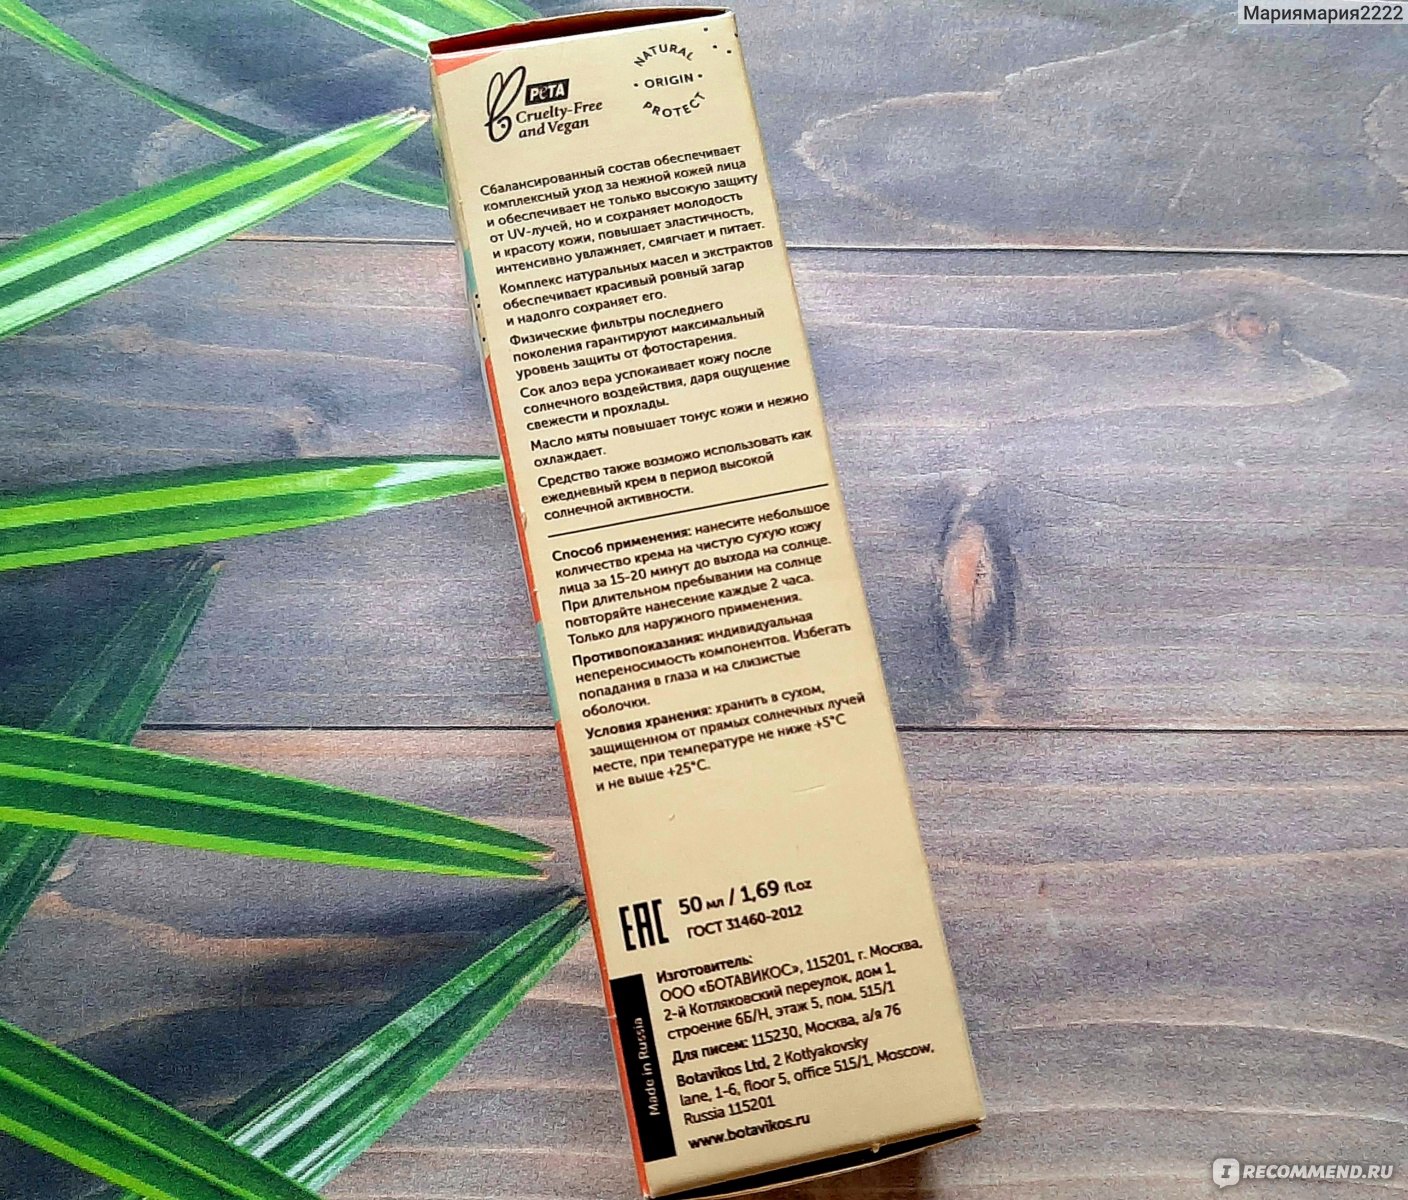 Мариямария2222
PeTA
Cruelty-Free
and Vegan
NATURAL
• ORIGIN •
PROTECT
Сбалансированный состав обеспечивает
комплексный уход за нежной кожей лица
и обеспечивает не только высокую защиту
от UV-лучей, но и сохраняет молодость
и красоту кожи, повышает эластичность,
интенсивно увлажняет, смягчает и питает.
Комплекс натуральных масел и экстрактов
обеспечивает красивый ровный загар
и надолго сохраняет его.
Физические фильтры последнего
поколения гарантируют максимальный
уровень защиты от фотостарения.
Сок алоэ вера успокаивает кожу после
солнечного воздействия, даря ощущение
свежести и прохлады.
Масло мяты повышает тонус кожи и нежно
охлаждает.
Средство также возможо использовать как
ежедневный крем в период высокой
солнечной активности.
Способ применения: нанесите небольшое
количество крема на чистую сухую кожу
лица за 15-20 минут до выхода на солнце.
При длительном пребывании на солнце
повторяйте нанесение каждые 2 часа.
Только для наружного применения.
Противопоказания: индивидуальная
непереносимость компонентов. Избегать
попадания в глаза и на слизистые
оболочки.
Условия хранения: хранить в сухом,
защищенном от прямых солнечных лучей
месте, при температуре не ниже +5°C
и не выше +25°C.
EAC
50 мл / 1,69 fl.oz
ГОСТ 31460-2012
Made in Russia
Изготовитель:
ООО «БОТАВИКОС», 115201, г. Москва,
2-й Котляковский переулок, дом 1,
строение 6Б/Н, этаж 5, пом. 515/1
Для писем: 115230, Москва, а/я 76
Botavikos Ltd, 2 Kotlyakovsky
lane, 1-6, floor 5, office 515/1, Moscow,
Russia 115201
www.botavikos.ru
IRECOMMEND.RU